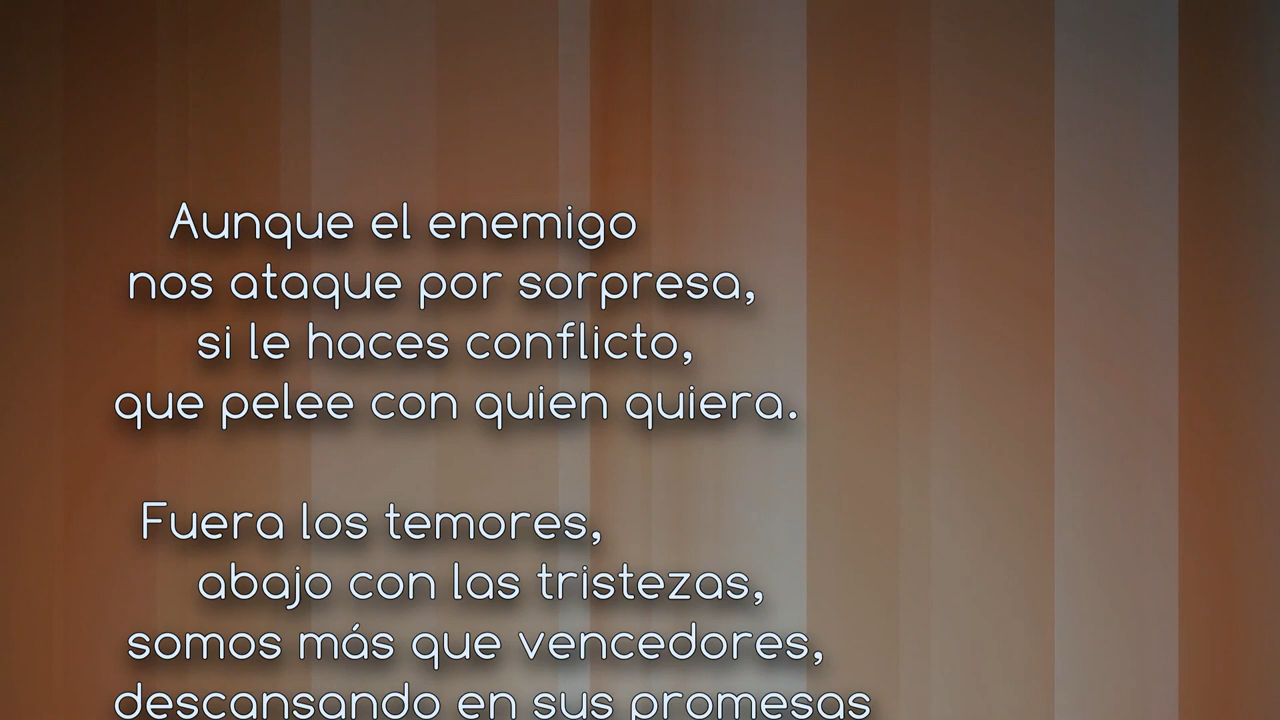 Aunque el enemigo
nos ataque por sorpresa,
si le haces conflicto,
que pelee con quien quiera.
Fuera los temores,
abajo con las tristezas,
somos más que vencedores,
descansando en sus promesas